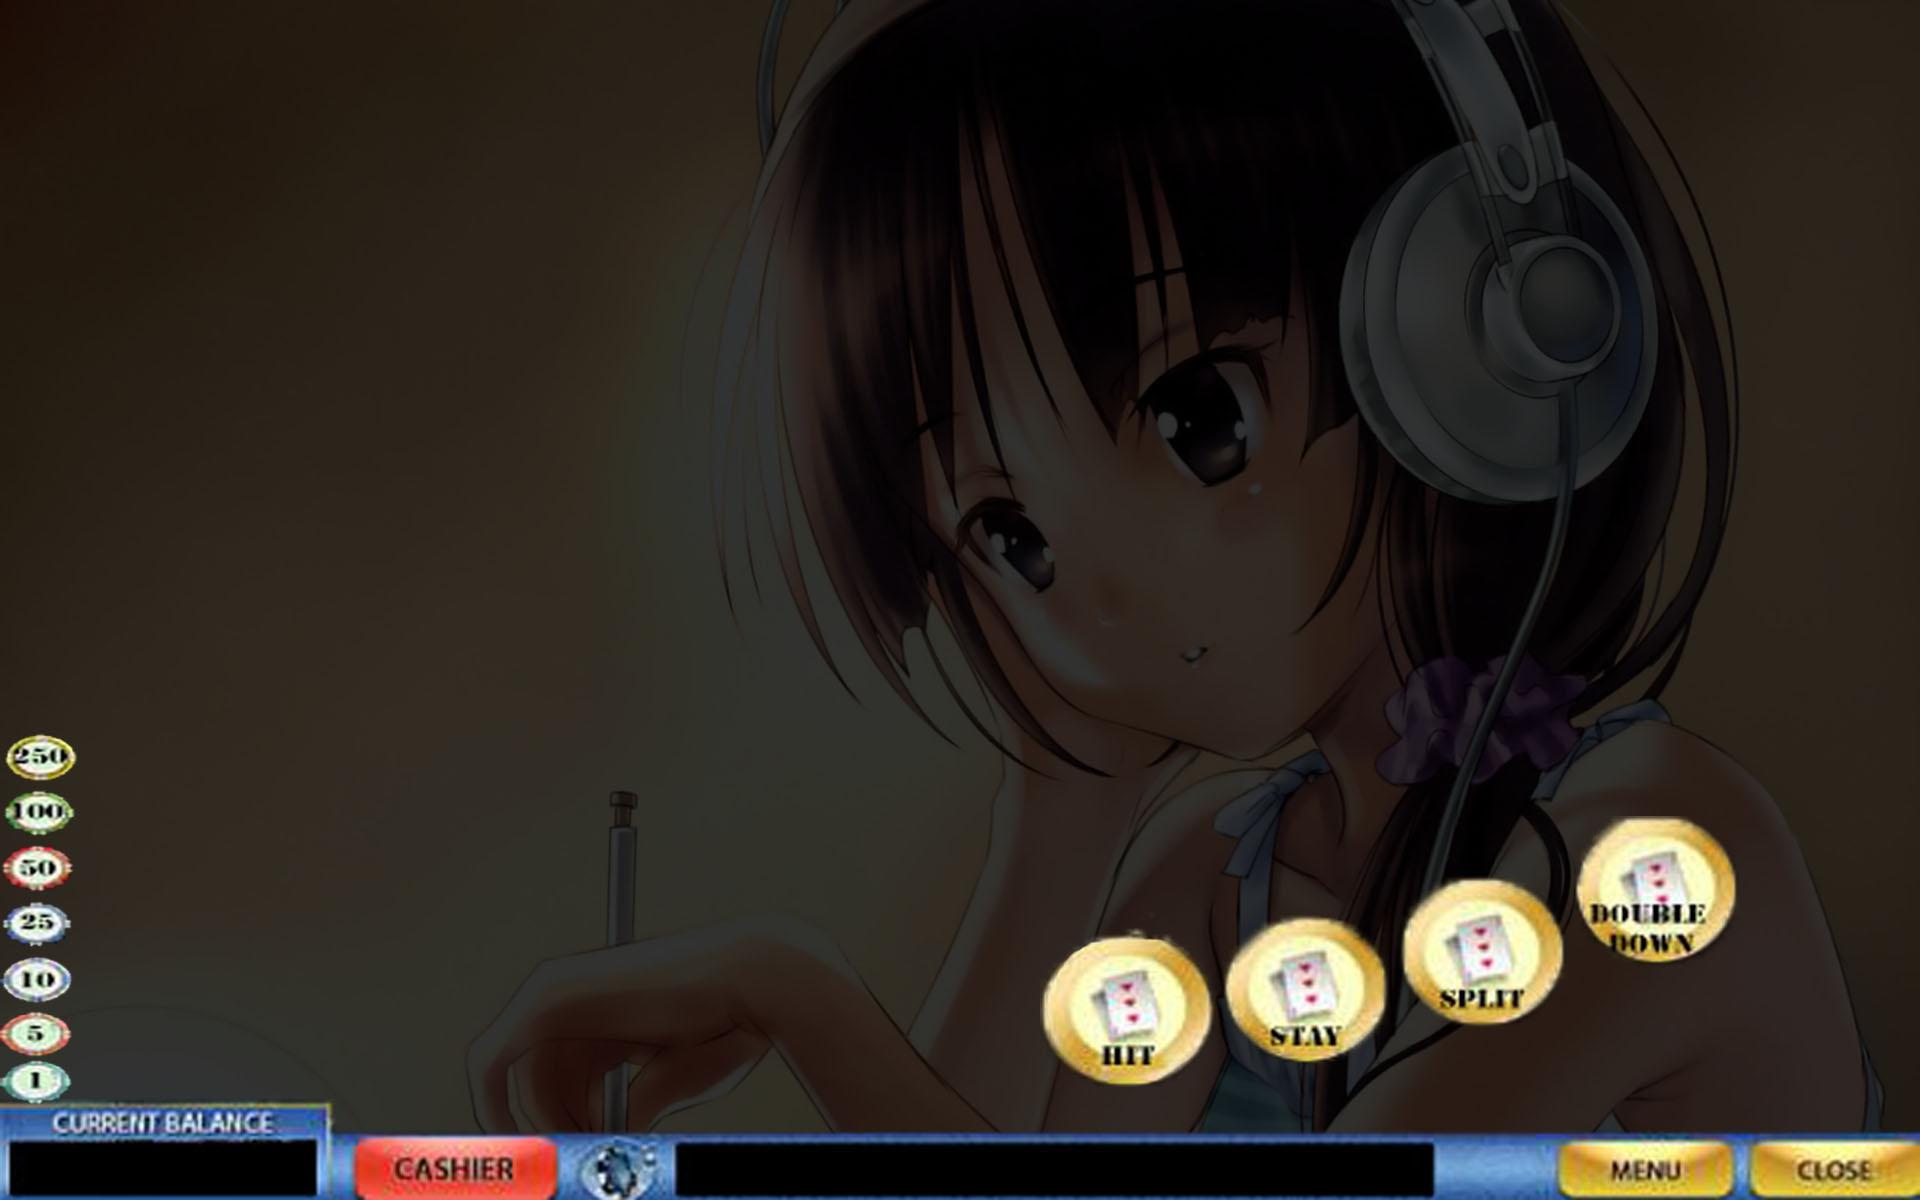 250
100
50
25
10
5
1
HIT
STAY
SPLIT
DOUBLE
DOWN
CURRENT BALANCE
CASHIER
MENU
CLOSE